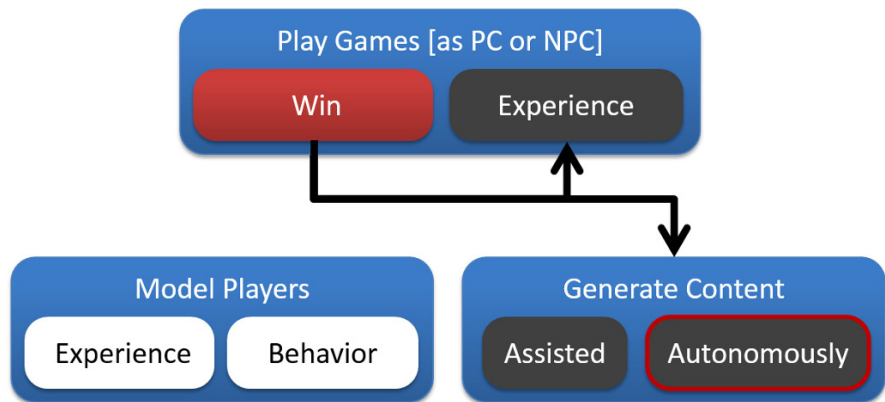 Play Games [as PC or NPC]
Win
Experience
Model Players
Experience
Behavior
Generate Content
Assisted
Autonomously